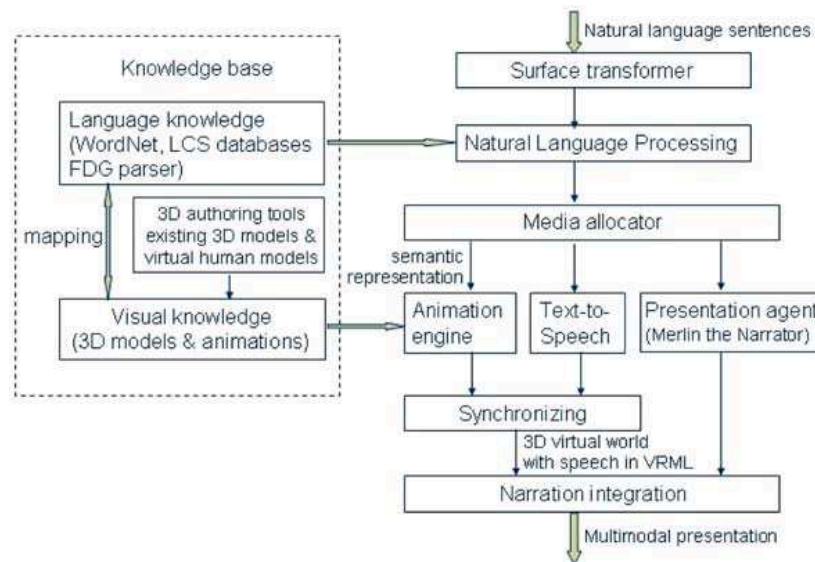 Natural language sentences
Knowledge base
Surface transformer
Language knowledge
(WordNet, LCS databases
FDG parser)
Natural Language Processing
mapping
3D authoring tools
existing 3D models &
virtual human models
Media allocator
semantic
representation
Visual knowledge
(3D models & animations)
Animation
engine
Text-to-
Speech
Presentation agent
(Merlin the Narrator)
Synchronizing
3D virtual world
with speech in VRML
Narration integration
Multimodal presentation